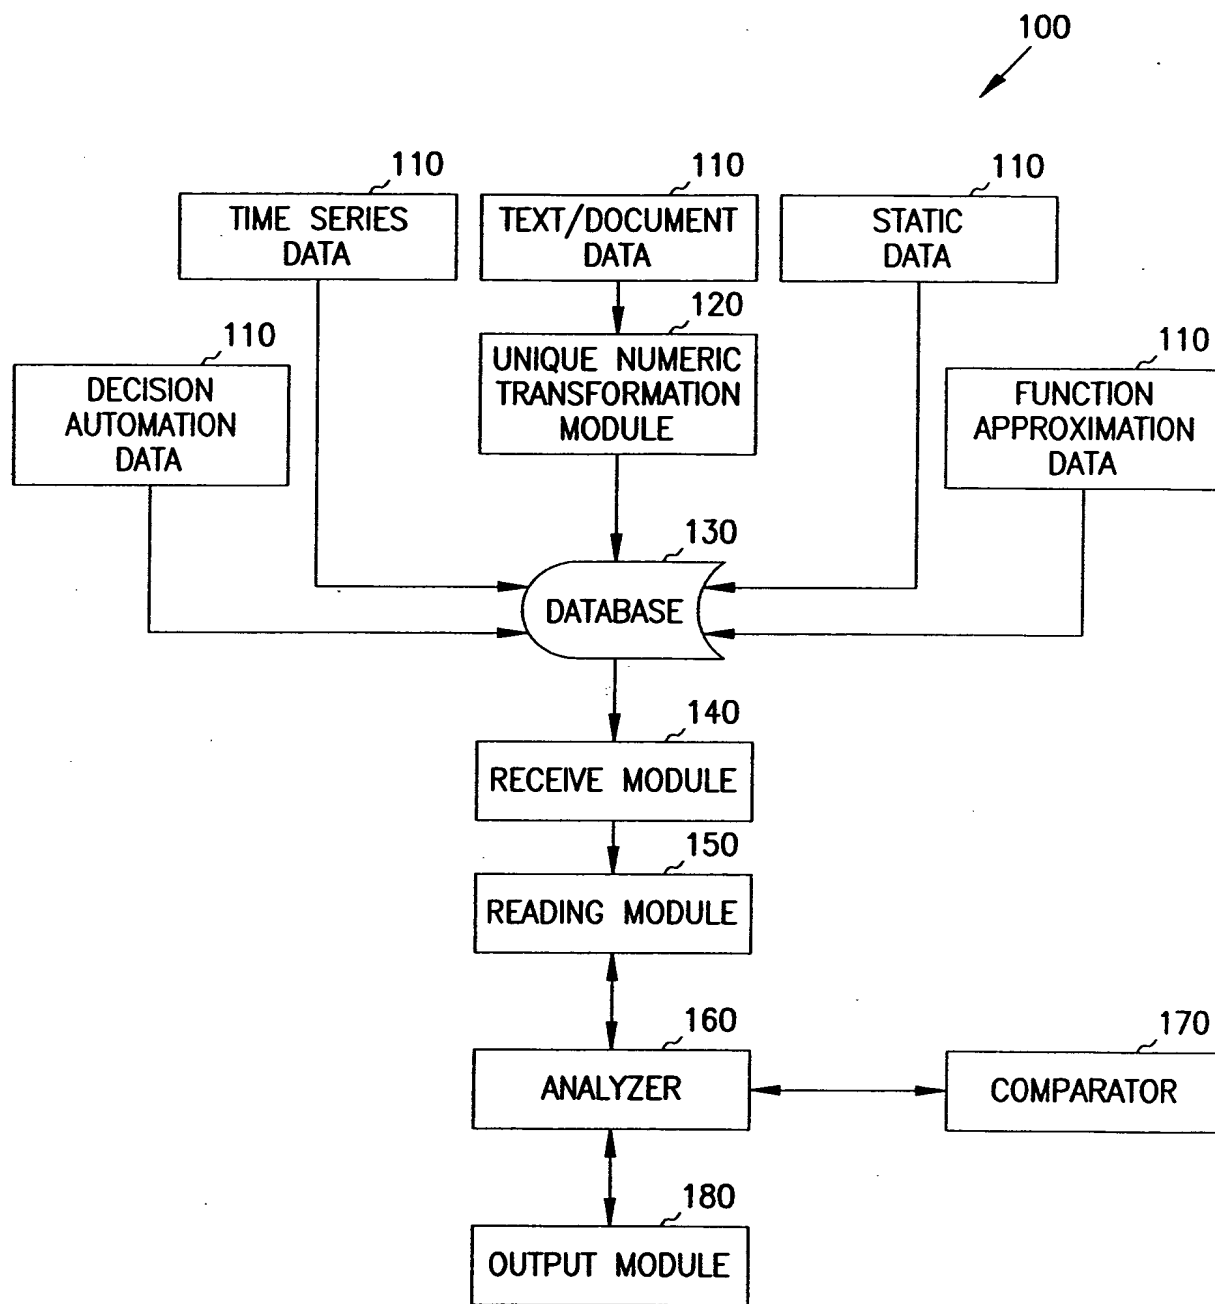 100
110
110
110
TIME SERIES
DATA
TEXT/DOCUMENT
DATA
STATIC
DATA
120
110
110
DECISION
AUTOMATION
DATA
UNIQUE NUMERIC
TRANSFORMATION
MODULE
FUNCTION
APPROXIMATION
DATA
130
DATABASE
140
RECEIVE MODULE
150
READING MODULE
160
170
ANALYZER
COMPARATOR
180
OUTPUT MODULE